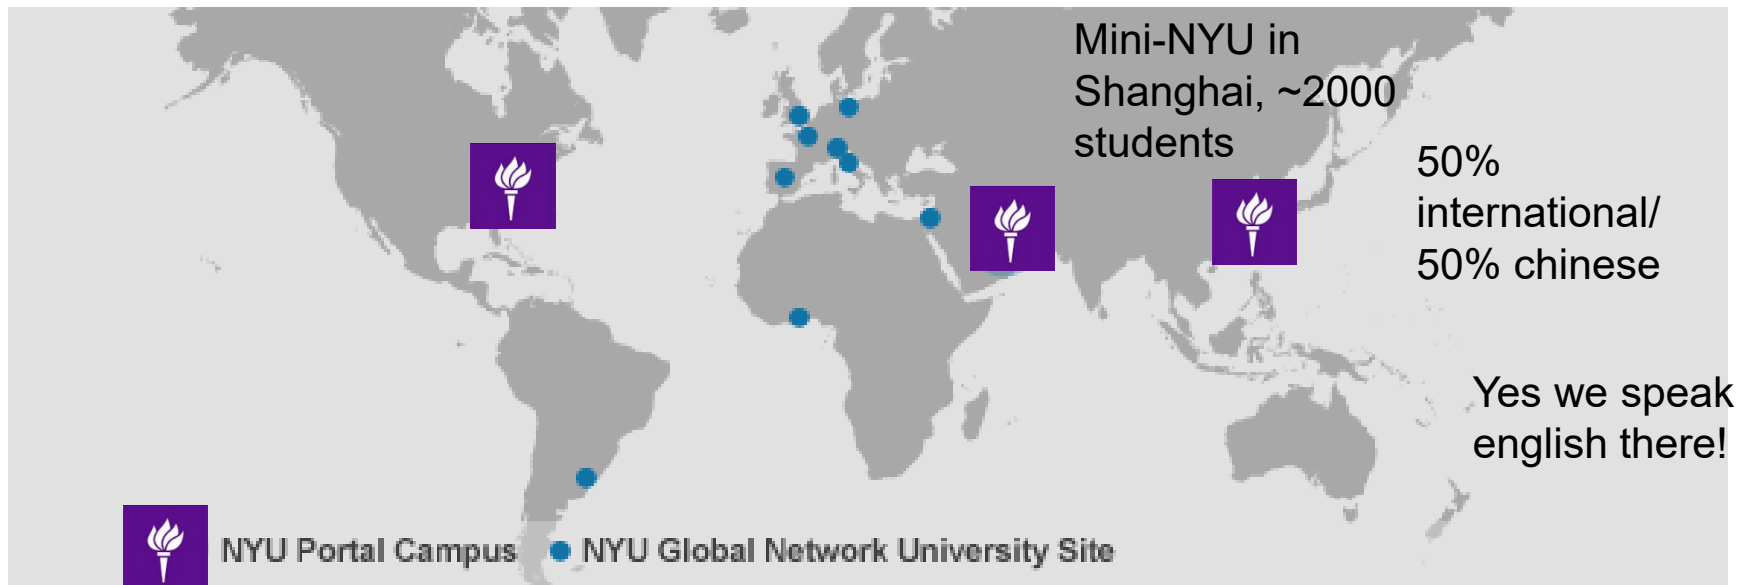 Mini-NYU in
Shanghai, ~2000
students
50%
international/
50% chinese
Yes we speak
english there!
NYU Portal Campus
NYU Global Network University Site